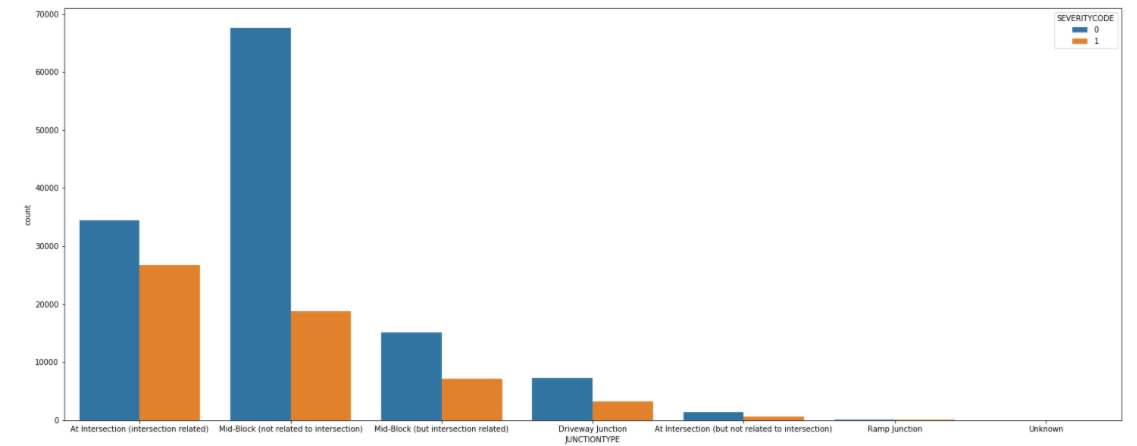 70000
60000
50000
40000
30000
20000
10000
0
count
SEVERITYCODE
0
1
At Intersection (intersection related)
Mid-Block (not related to intersection)
Mid-Block (but intersection related)
Driveway Junction
At Intersection (but not related to intersection)
Ramp Junction
Unknown
JUNCTIONTYPE